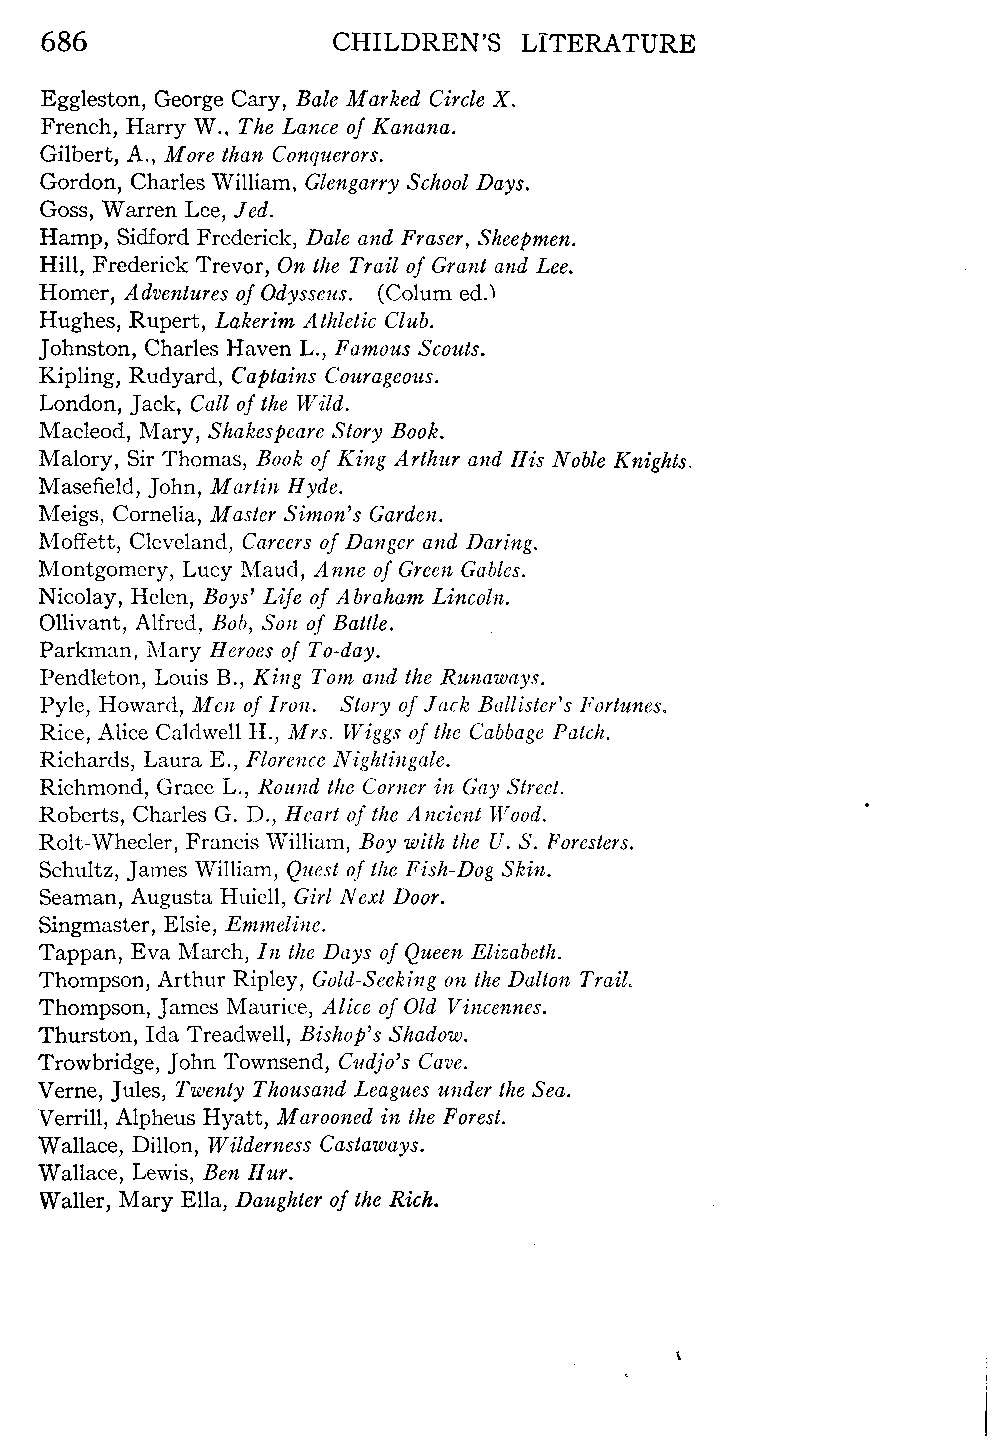 686 CHILDREN'S LITERATURE
Eggleston, George Cary, Bale Marked Circle X.
French, Harry W., The Lance of Kanana.
Gilbert, A., More than Conquerors.
Gordon, Charles William, Glengarry School Days.
Goss, Warren Lee, Jed.
Hamp, Sidford Frederick, Dale and Fraser, Sheepmen.
Hill, Frederick Trevor, On the Trail of Grant and Lee.
Homer, Adventures of Odysseus. (Colum ed.)
Hughes, Rupert, Lakerim Athletic Club.
Johnston, Charles Haven L., Famous Scouts.
Kipling, Rudyard, Captains Courageous.
London, Jack, Call of the Wild.
Macleod, Mary, Shakespeare Story Book.
Malory, Sir Thomas, Book of King Arthur and His Noble Knights.
Masefield, John, Martin Hyde.
Meigs, Cornelia, Master Simon's Garden.
Moffett, Cleveland, Careers of Danger and Daring.
Montgomery, Lucy Maud, Anne of Green Gables.
Nicolay, Helen, Boys' Life of Abraham Lincoln.
Ollivant, Alfred, Bob, Son of Battle.
Parkman, Mary Heroes of To-day.
Pendleton, Louis B., King Tom and the Runaways.
Pyle, Howard, Men of Iron. Story of Jack Ballister's Fortunes.
Rice, Alice Caldwell H., Mrs. Wiggs of the Cabbage Patch.
Richards, Laura E., Florence Nightingale.
Richmond, Grace L., Round the Corner in Gay Street.
Roberts, Charles G. D., Heart of the Ancient Wood.
Rolt-Wheeler, Francis William, Boy with the U. S. Foresters.
Schultz, James William, Quest of the Fish-Dog Skin.
Seaman, Augusta Huiell, Girl Next Door.
Singmaster, Elsie, Emmeline.
Tappan, Eva March, In the Days of Queen Elizabeth.
Thompson, Arthur Ripley, Gold-Seeking on the Dalton Trail.
Thompson, James Maurice, Alice of Old Vincennes.
Thurston, Ida Treadwell, Bishop's Shadow.
Trowbridge, John Townsend, Cudjo's Cave.
Verne, Jules, Twenty Thousand Leagues under the Sea.
Verrill, Alpheus Hyatt, Marooned in the Forest.
Wallace, Dillon, Wilderness Castaways.
Wallace, Lewis, Ben Hur.
Waller, Mary Ella, Daughter of the Rich.